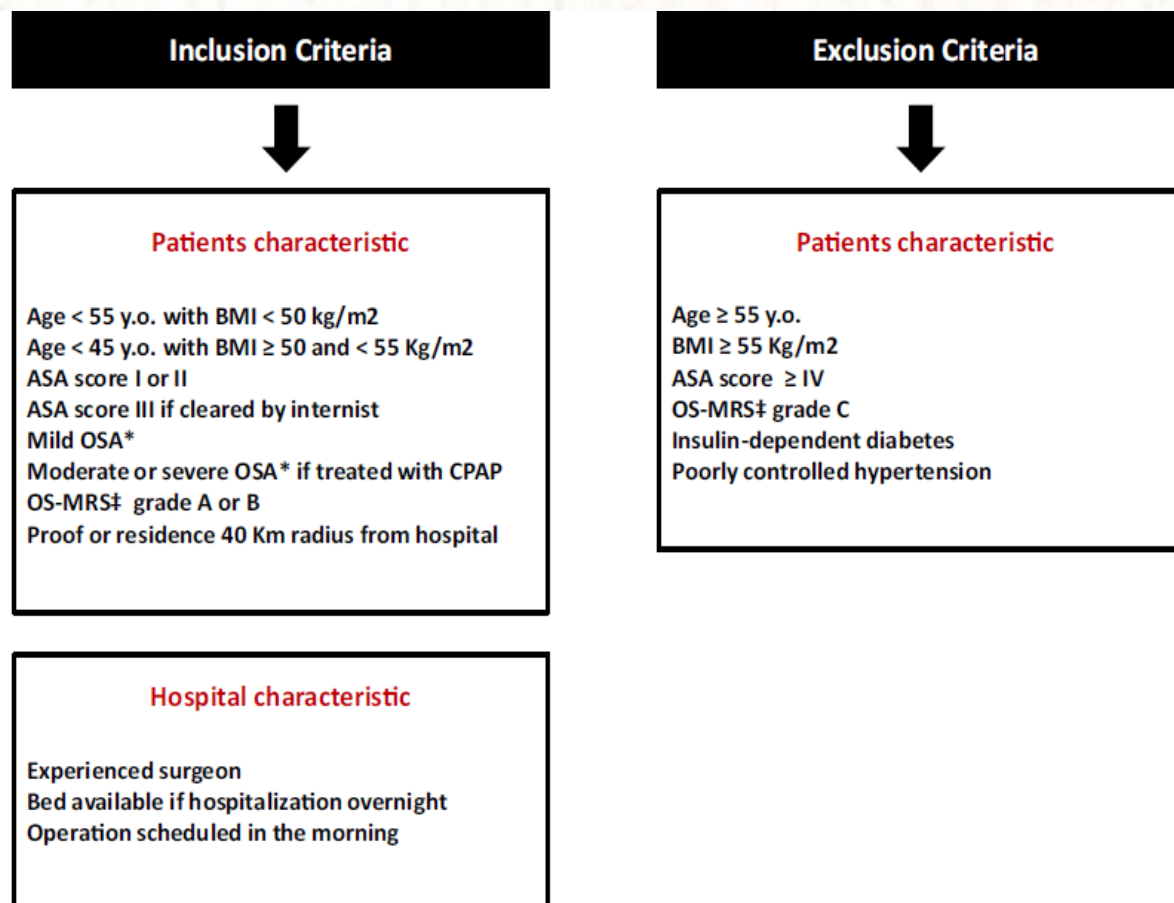 Inclusion Criteria
Patients characteristic
Age < 55 y.o. with BMI < 50 kg/m2
Age < 45 y.o. with BMI ≥ 50 and < 55 Kg/m2
ASA score I or II
ASA score III if cleared by internist
Mild OSA*
Moderate or severe OSA* if treated with CPAP
OS-MRS‡ grade A or B
Proof or residence 40 Km radius from hospital
Hospital characteristic
Experienced surgeon
Bed available if hospitalization overnight
Operation scheduled in the morning
Exclusion Criteria
Patients characteristic
Age ≥ 55 y.o.
BMI ≥ 55 Kg/m2
ASA score ≥ IV
OS-MRS‡ grade C
Insulin-dependent diabetes
Poorly controlled hypertension